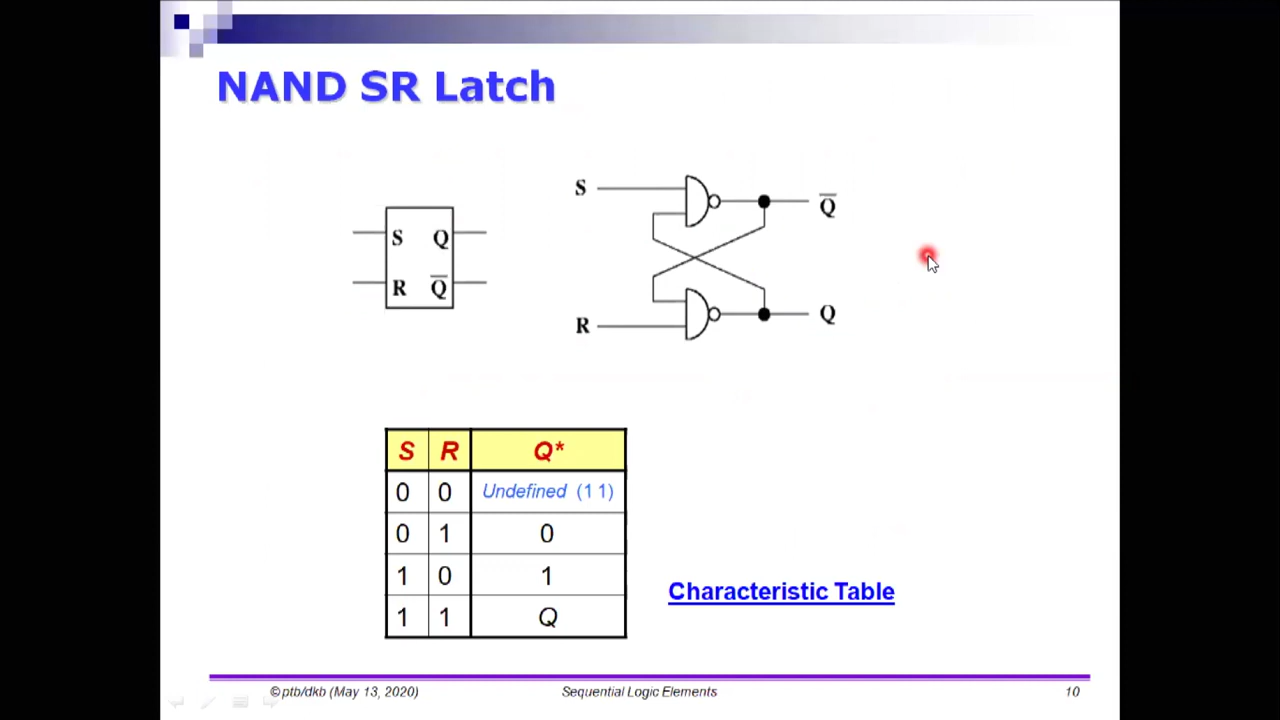 NAND SR Latch
S Q
R Q̅
S Q̅
R Q
S R Q*
0 0 Undefined (1 1)
0 1 0
1 0 1
1 1 Q
Characteristic Table
©ptb/dkb (May 13, 2020) Sequential Logic Elements 10